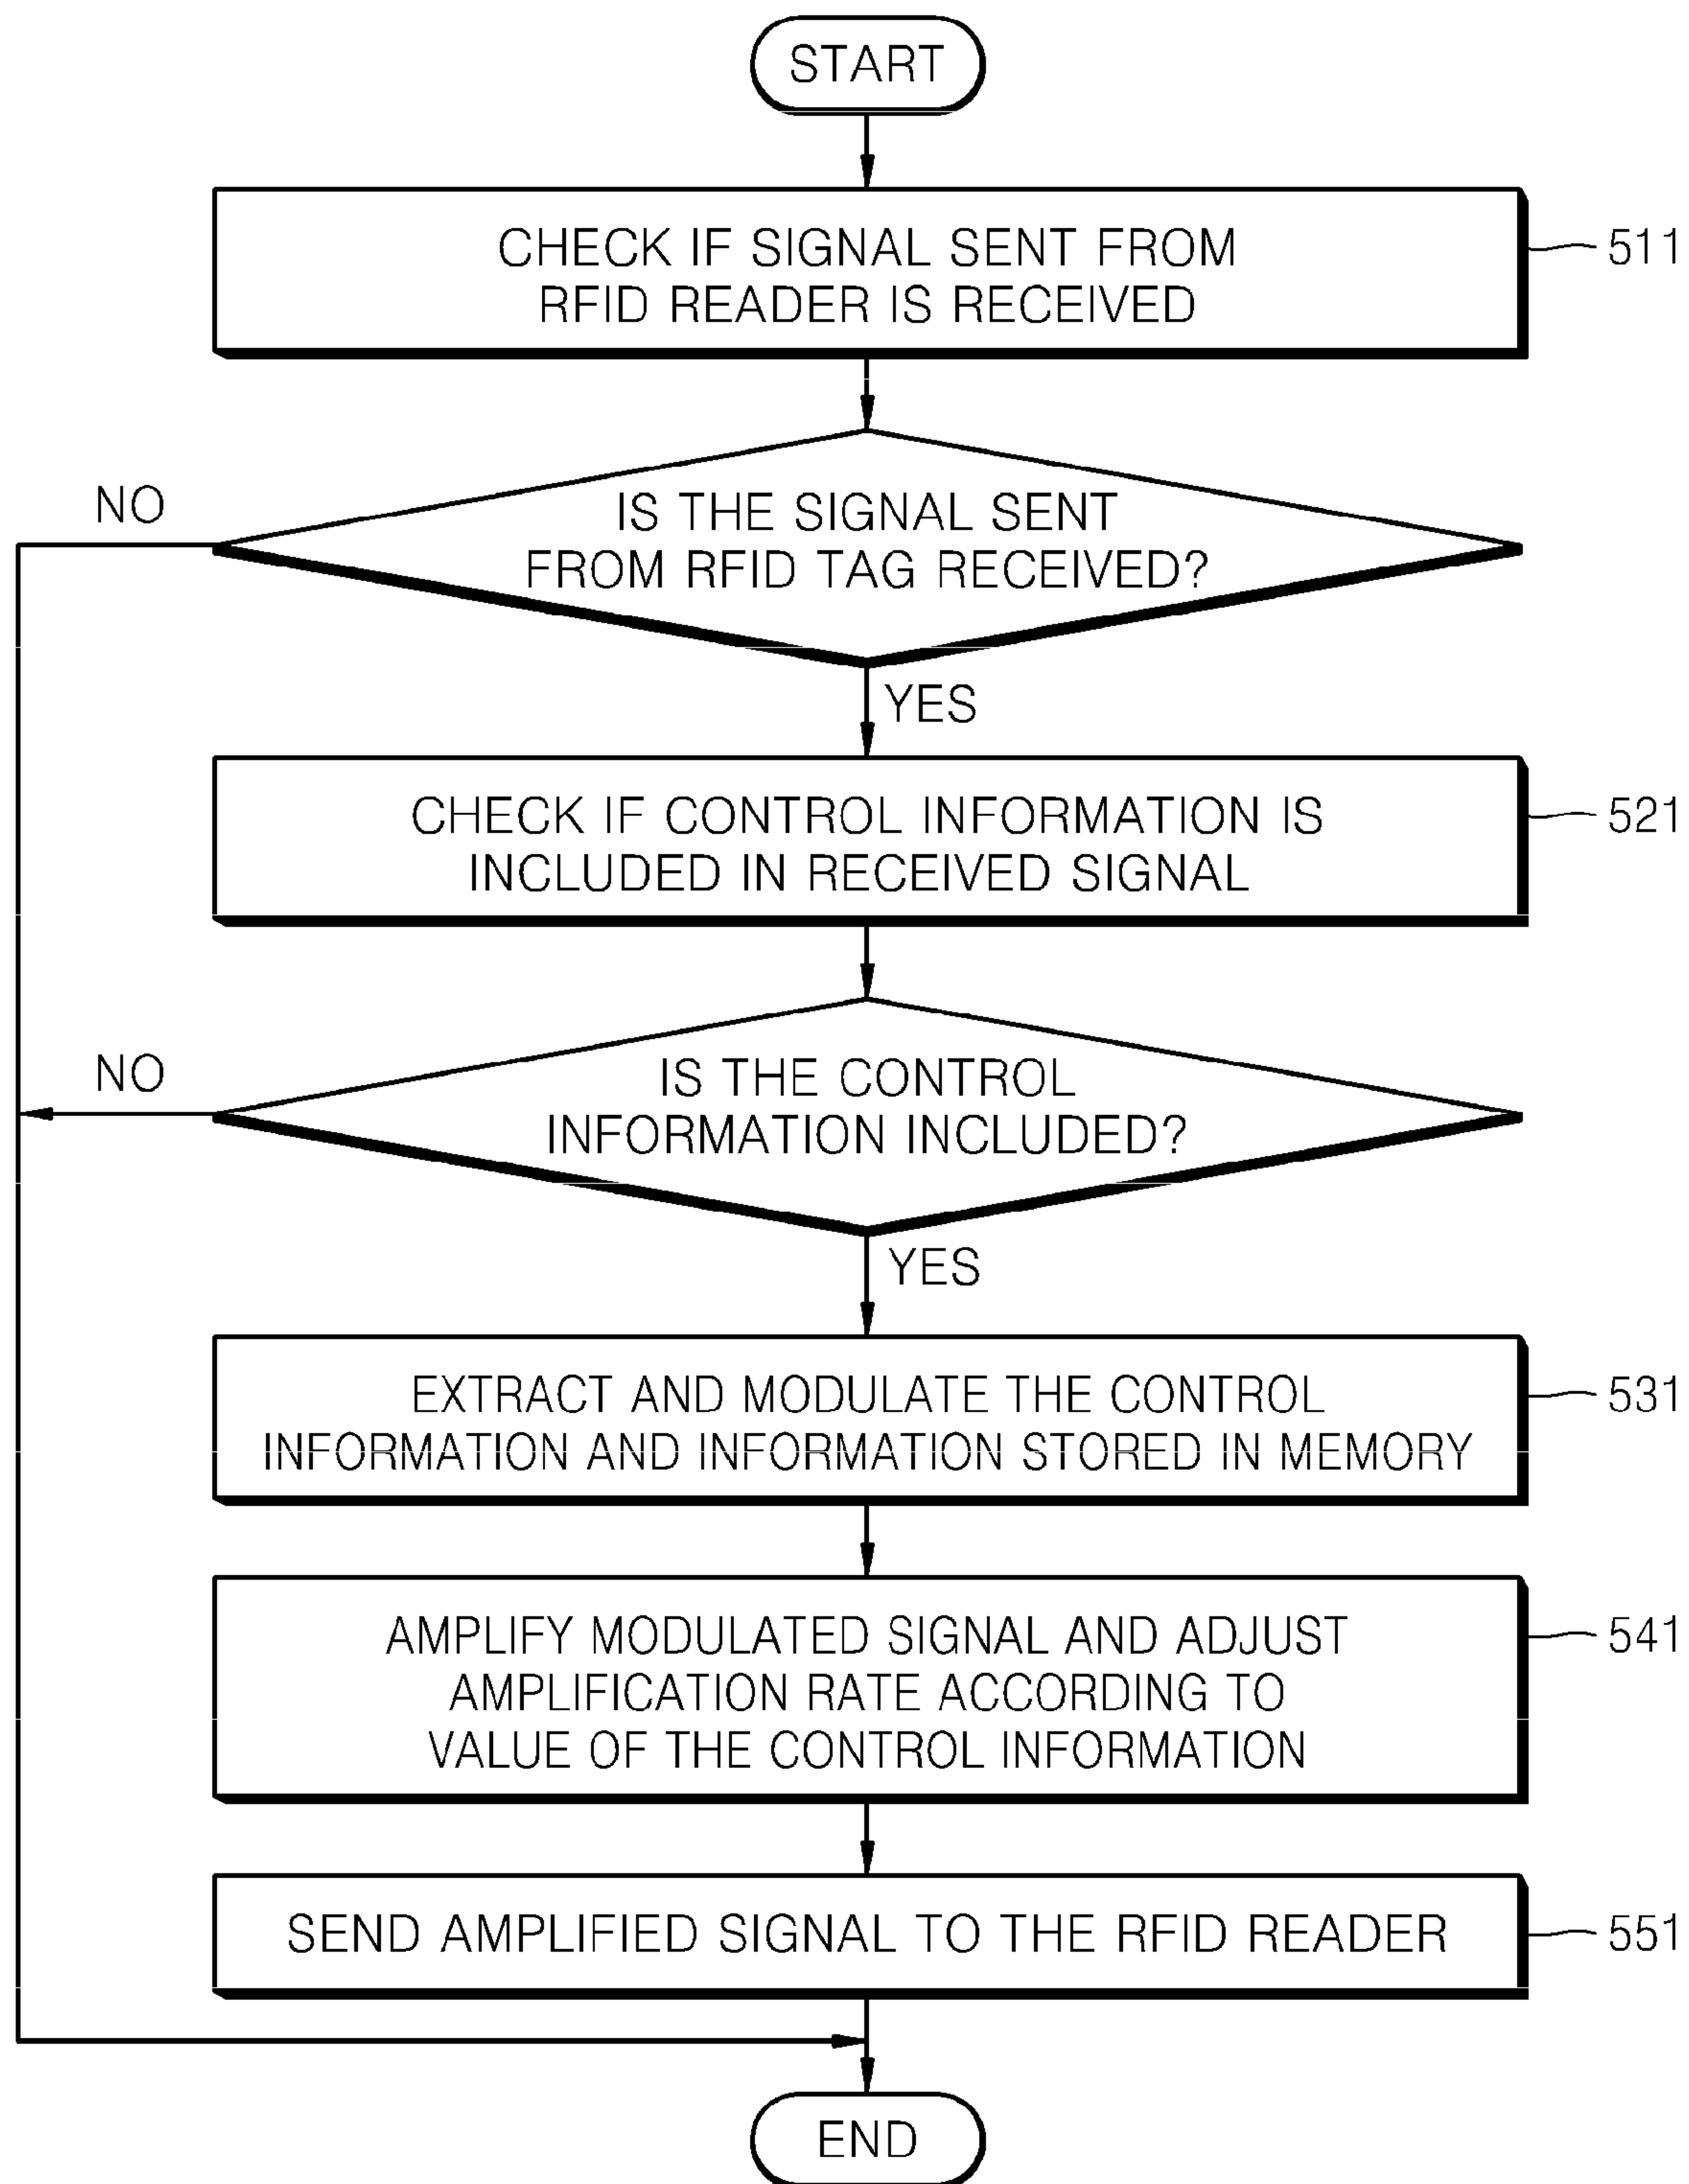 START
CHECK IF SIGNAL SENT FROM
RFID READER IS RECEIVED
511
NO
IS THE SIGNAL SENT
FROM RFID TAG RECEIVED?
YES
CHECK IF CONTROL INFORMATION IS
INCLUDED IN RECEIVED SIGNAL
521
NO
IS THE CONTROL
INFORMATION INCLUDED?
YES
EXTRACT AND MODULATE THE CONTROL
INFORMATION AND INFORMATION STORED IN MEMORY
531
AMPLIFY MODULATED SIGNAL AND ADJUST
AMPLIFICATION RATE ACCORDING TO
VALUE OF THE CONTROL INFORMATION
541
SEND AMPLIFIED SIGNAL TO THE RFID READER
551
END